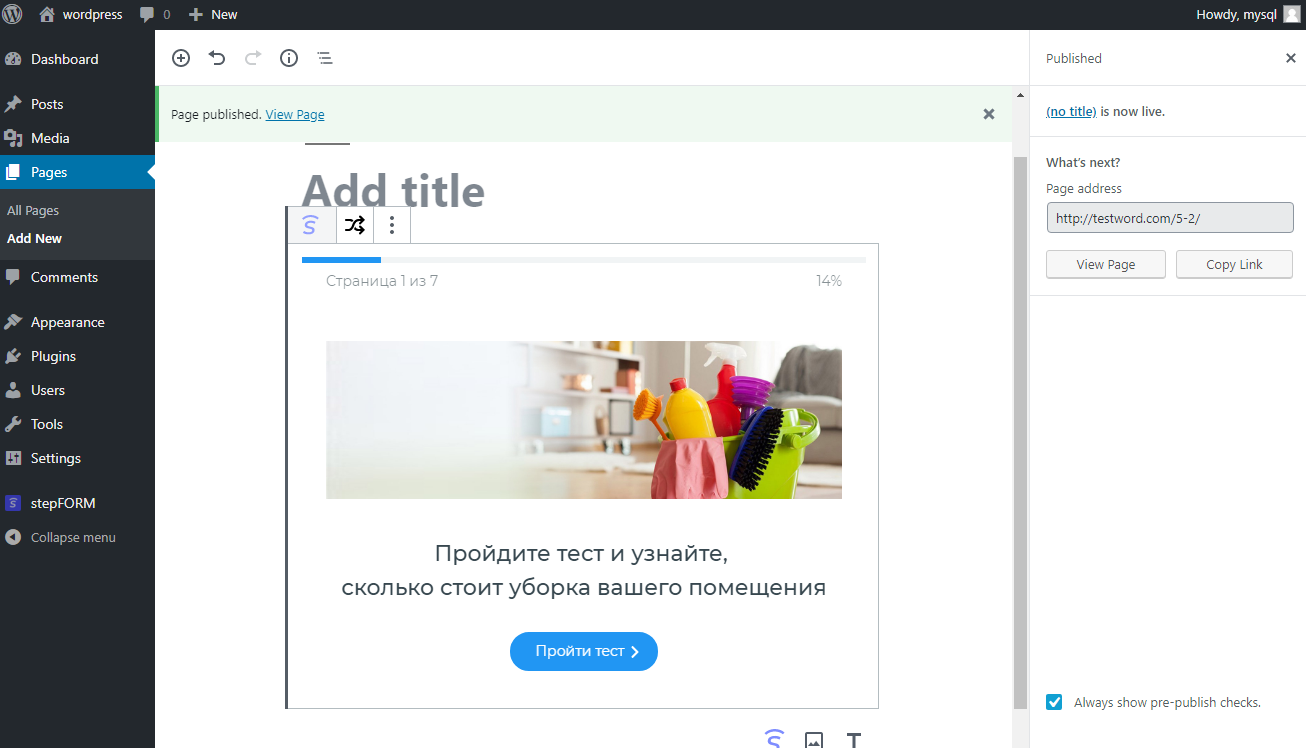 wordpress
0
New
Howdy, mysql
Dashboard
Posts
Media
Pages
All Pages
Add New
Comments
Appearance
Plugins
Users
Tools
Settings
stepFORM
Collapse menu
Page published. View Page
Add title
Страница 1 из 7
14%
Пройдите тест и узнайте,
сколько стоит уборка вашего помещения
Пройти тест
Published
(no title) is now live.
What's next?
Page address
http://testword.com/5-2/
View Page
Copy Link
Always show pre-publish checks.